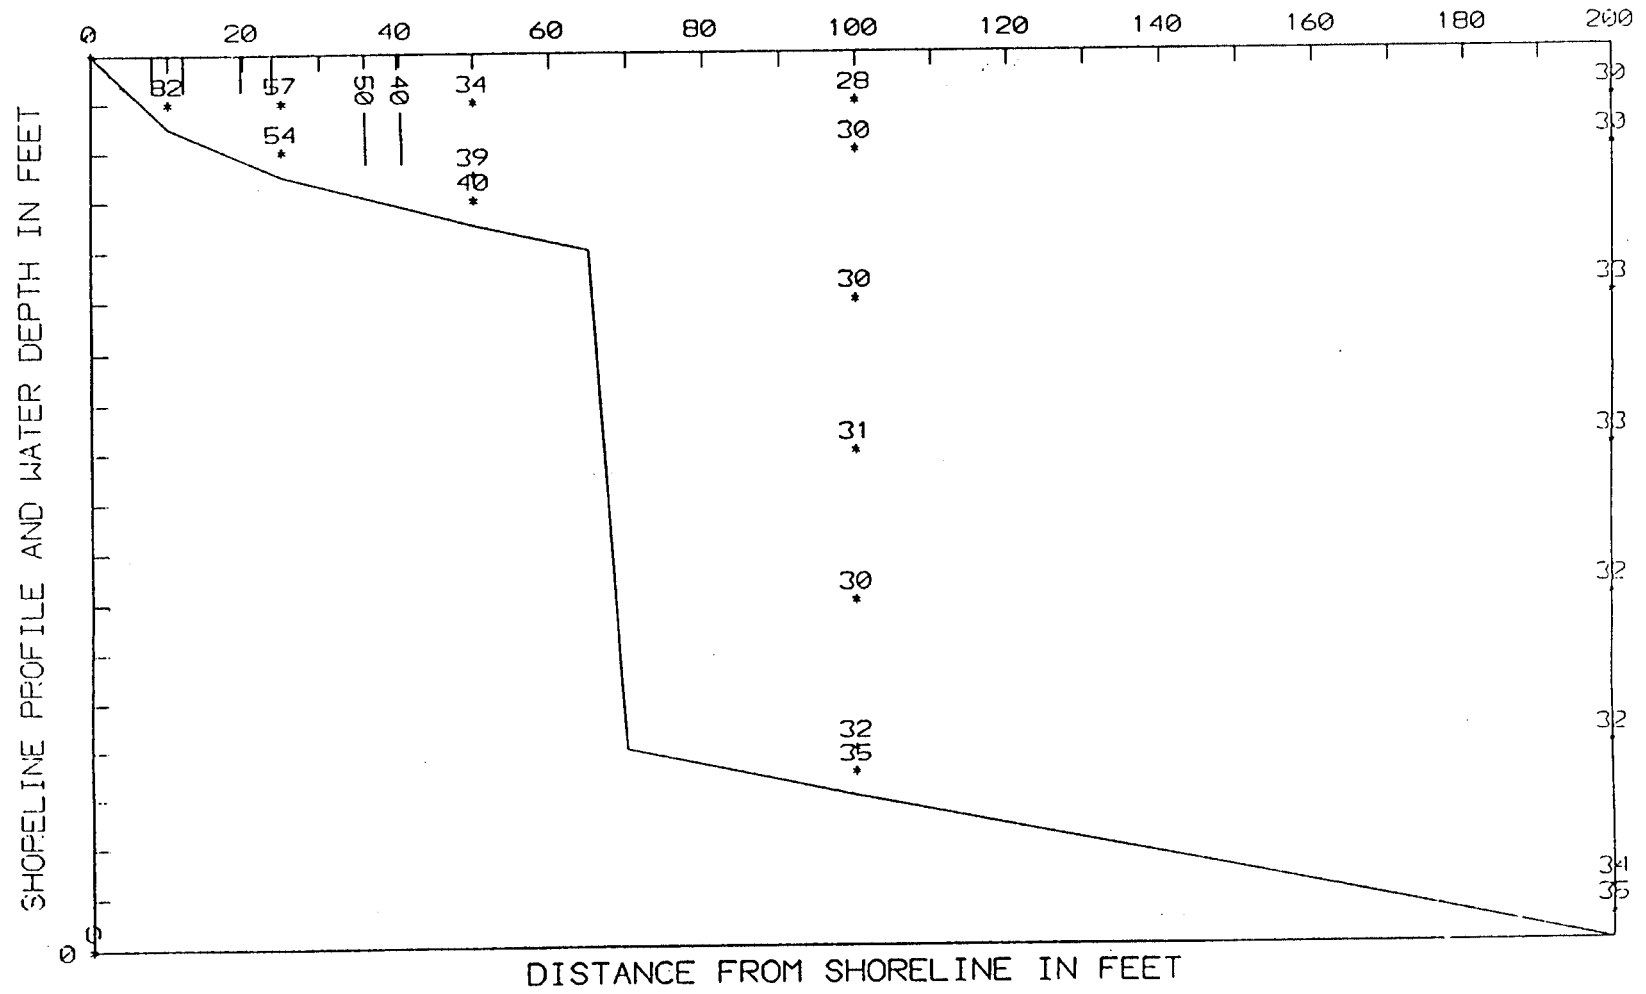 0 20 40 60 80 100 120 140 160 180 200
82 57 50 40 34 28 30
54 30 30
39
40
30 33
31 33
30 32
32 32
35
34
35
0
SHORELINE PROFILE AND WATER DEPTH IN FEET
DISTANCE FROM SHORELINE IN FEET